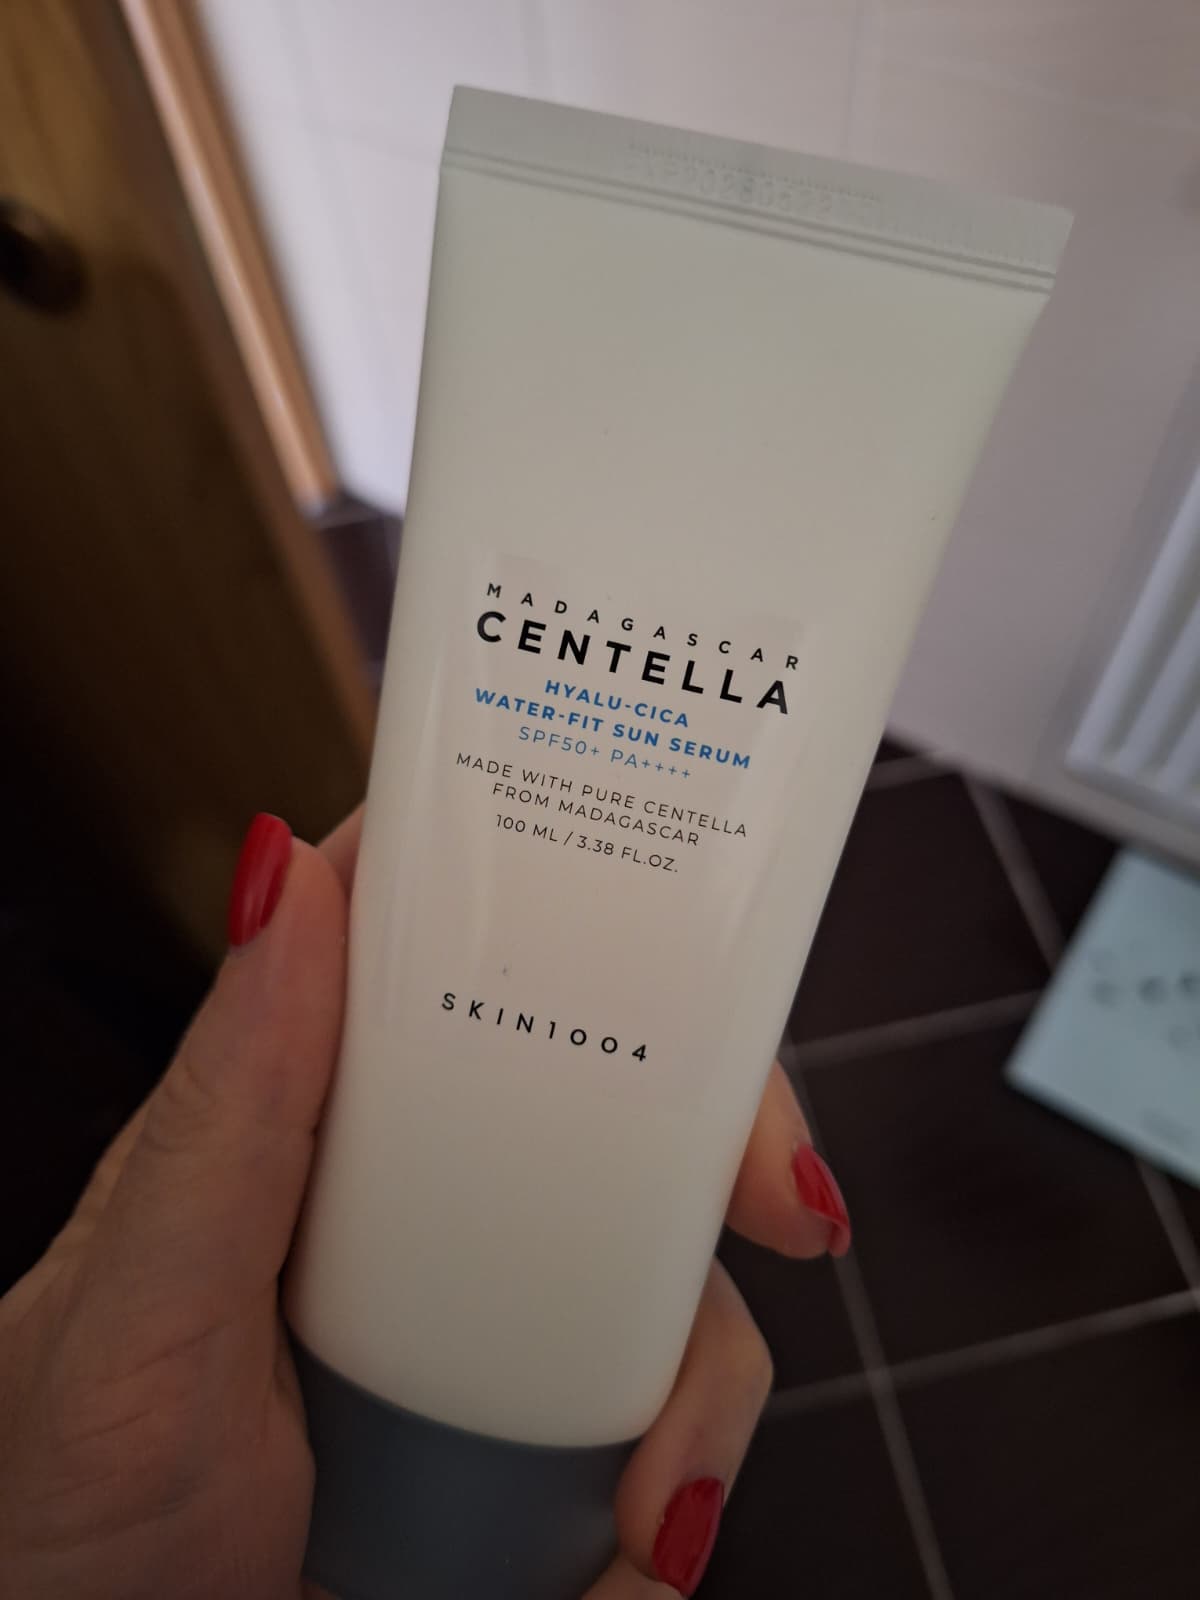 MADAGASCAR
CENTELLA
HYALU-CICA
WATER-FIT SUN SERUM
SPF50+ PA++++
MADE WITH PURE CENTELLA
FROM MADAGASCAR
100 ML / 3.38 FL.OZ.
SKIN1004